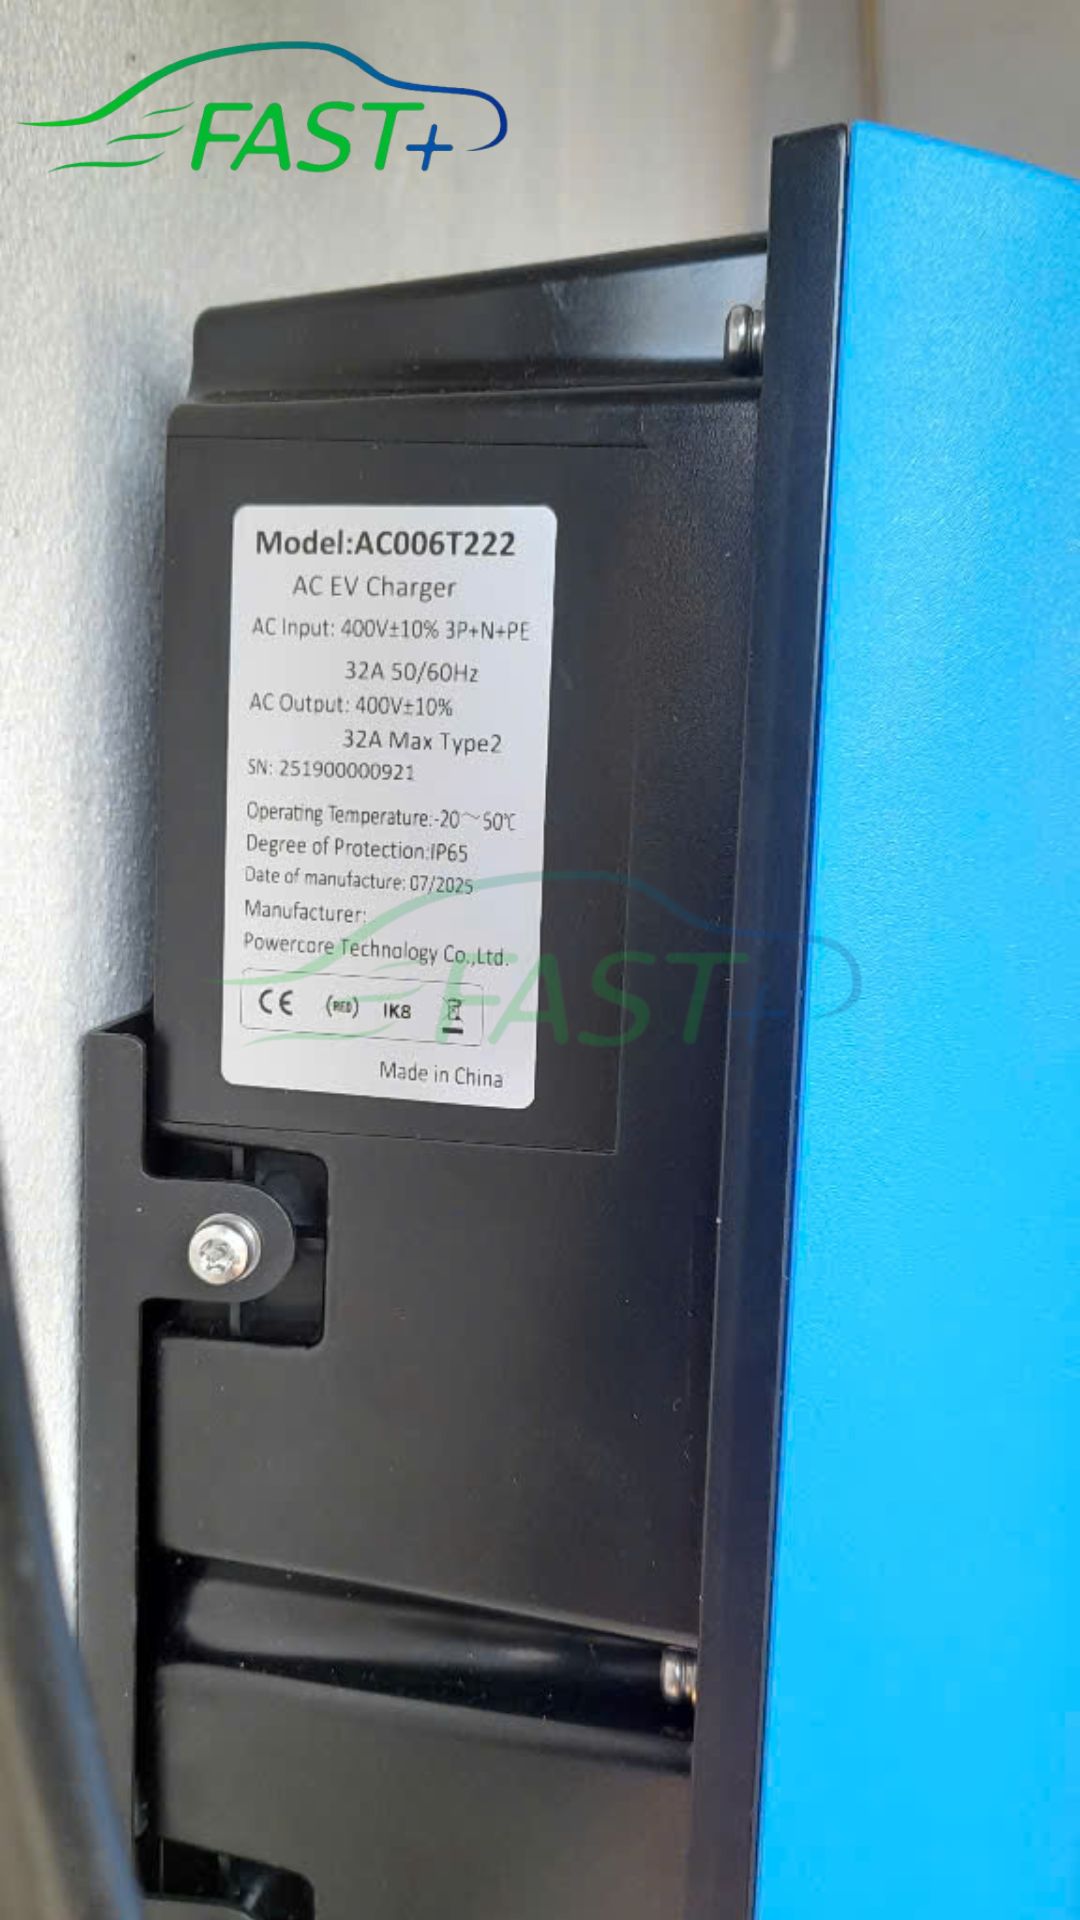 FAST+
Model:AC006T222
AC EV Charger
AC Input: 400V±10% 3P+N+PE
32A 50/60Hz
AC Output: 400V±10%
32A Max Type2
SN: 251900000921
Operating Temperature:-20~50℃
Degree of Protection:IP65
Date of manufacture: 07/2025
Manufacturer:
Powercore Technology Co.,Ltd.
FAST+
CE (RED) IK8
Made in China